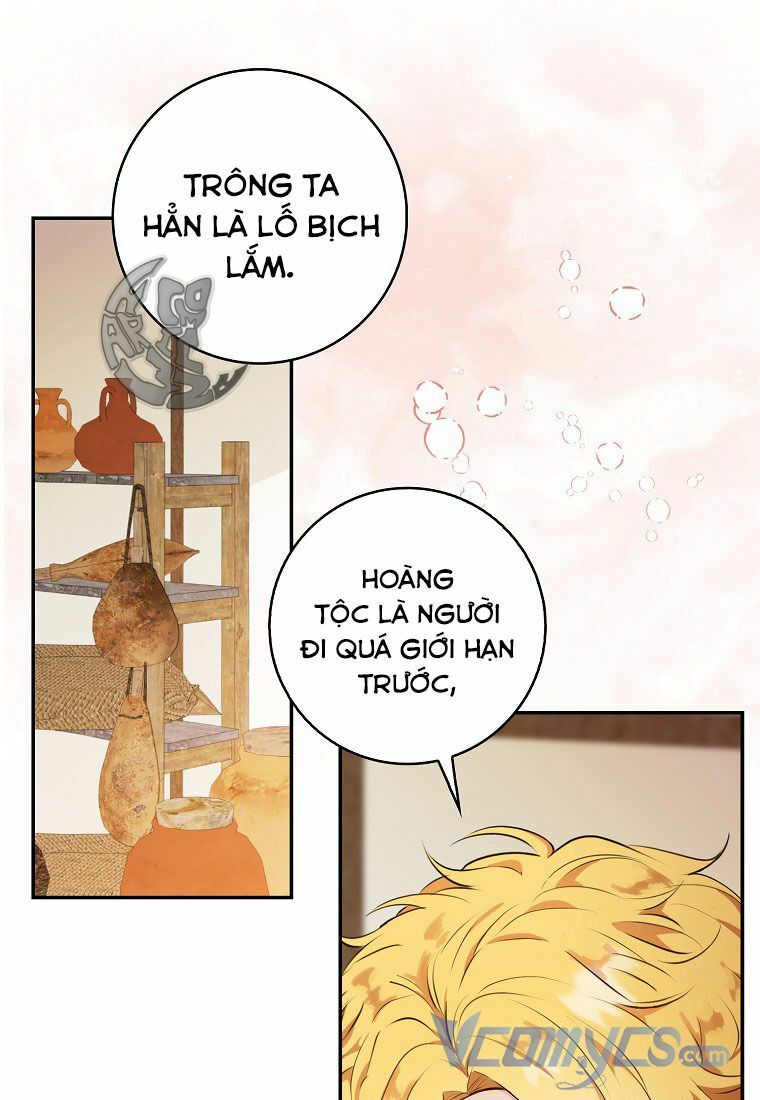 TRÔNG TA
HẲN LÀ LỐ BỊCH
LẮM.
HOÀNG
TỘC LÀ NGƯỜI
ĐI QUÁ GIỚI HẠN
TRƯỚC,
VCOMYCS.com